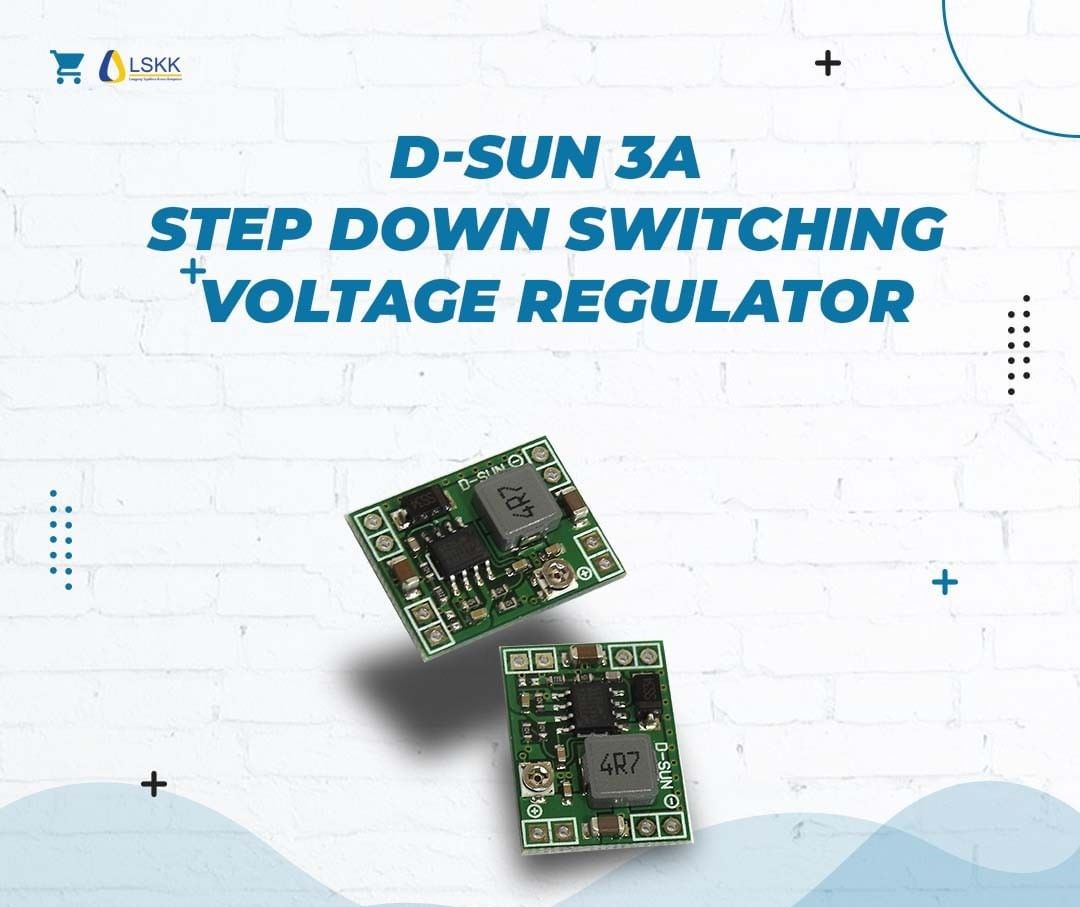 LSKK
D-SUN 3A
STEP DOWN SWITCHING
VOLTAGE REGULATOR
D-SUN
4R7
4R7
D-SUN